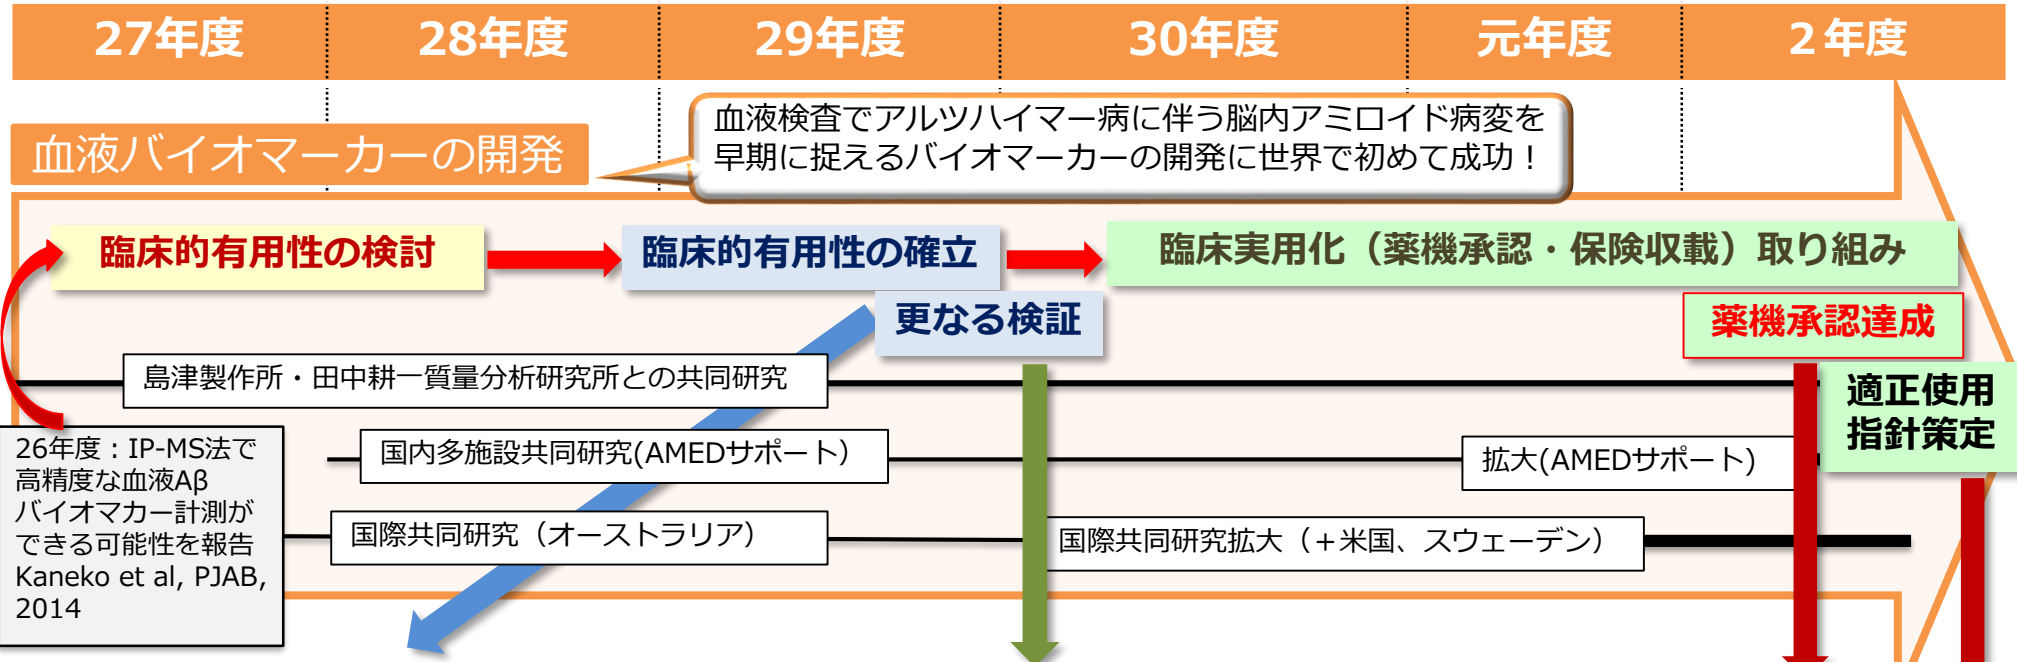 27年度
28年度
29年度
30年度
元年度
２年度
血液バイオマーカーの開発
血液検査でアルツハイマー病に伴う脳内アミロイド病変を
早期に捉えるバイオマーカーの開発に世界で初めて成功！
臨床的有用性の検討
臨床的有用性の確立
臨床実用化（薬機承認・保険収載）取り組み
更なる検証
薬機承認達成
島津製作所・田中耕一質量分析研究所との共同研究
適正使用
指針策定
26年度：IP-MS法で
高精度な血液Aβ
バイオマカー計測が
できる可能性を報告
Kaneko et al, PJAB,
2014
国内多施設共同研究(AMEDサポート）
拡大(AMEDサポート)
国際共同研究（オーストラリア）
国際共同研究拡大（＋米国、スウェーデン）